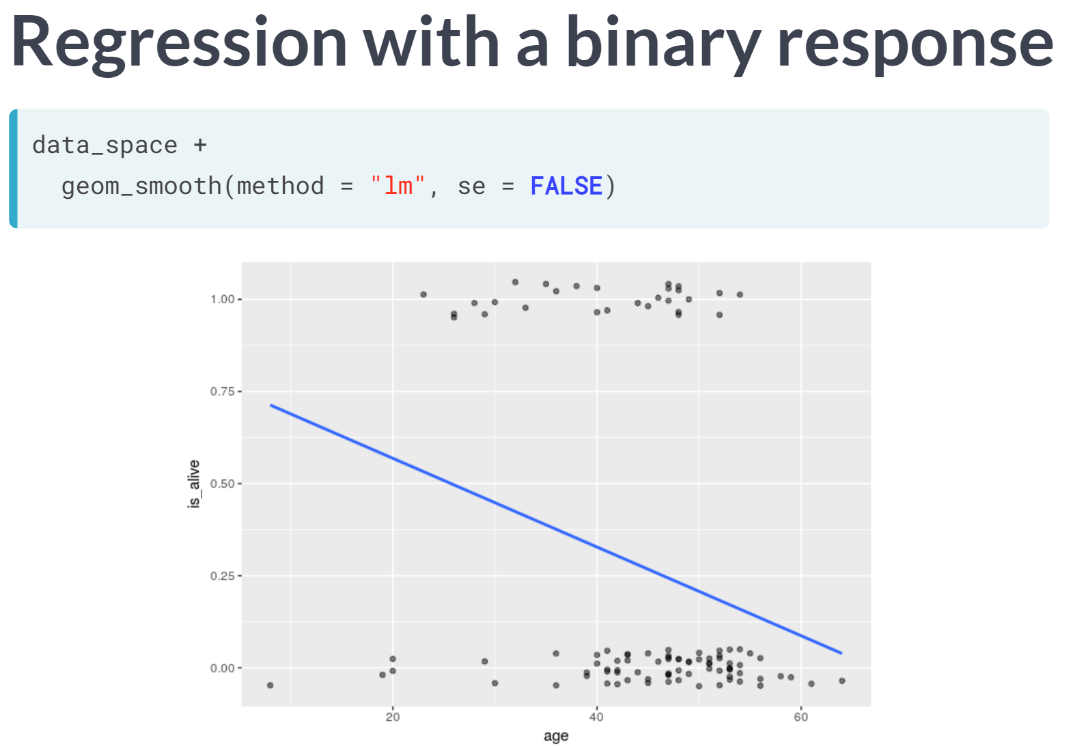 Regression with a binary response
data_space +
geom_smooth(method = "lm", se = FALSE)
1.00
0.75
0.50
0.25
0.00
is_alive
20 40 60
age